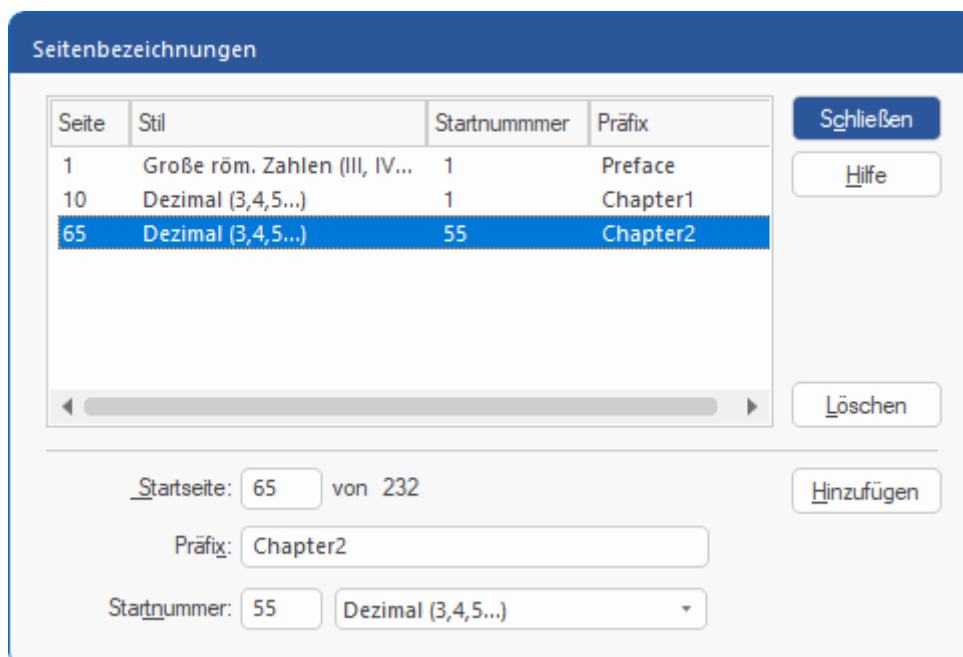 Seitenbezeichnungen
Seite Stil Startnummmer Präfix
Schließen
1 Große röm. Zahlen (III, IV... 1 Preface
Hilfe
10 Dezimal (3,4,5...) 1 Chapter1
65 Dezimal (3,4,5...) 55 Chapter2
Löschen
Startseite: 65 von 232
Hinzufügen
Präfix: Chapter2
Startnummer: 55 Dezimal (3,4,5...)